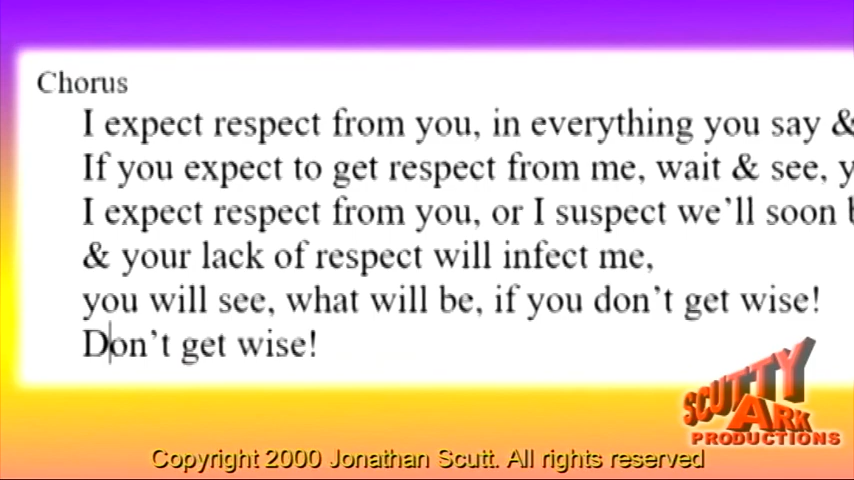 Chorus
I expect respect from you, in everything you say &
If you expect to get respect from me, wait & see, y
I expect respect from you, or I suspect we'll soon b
& your lack of respect will infect me,
you will see, what will be, if you don't get wise!
Don't get wise!
SCUTTY
ARK
PRODUCTIONS
Copyright 2000 Jonathan Scutt. All rights reserved